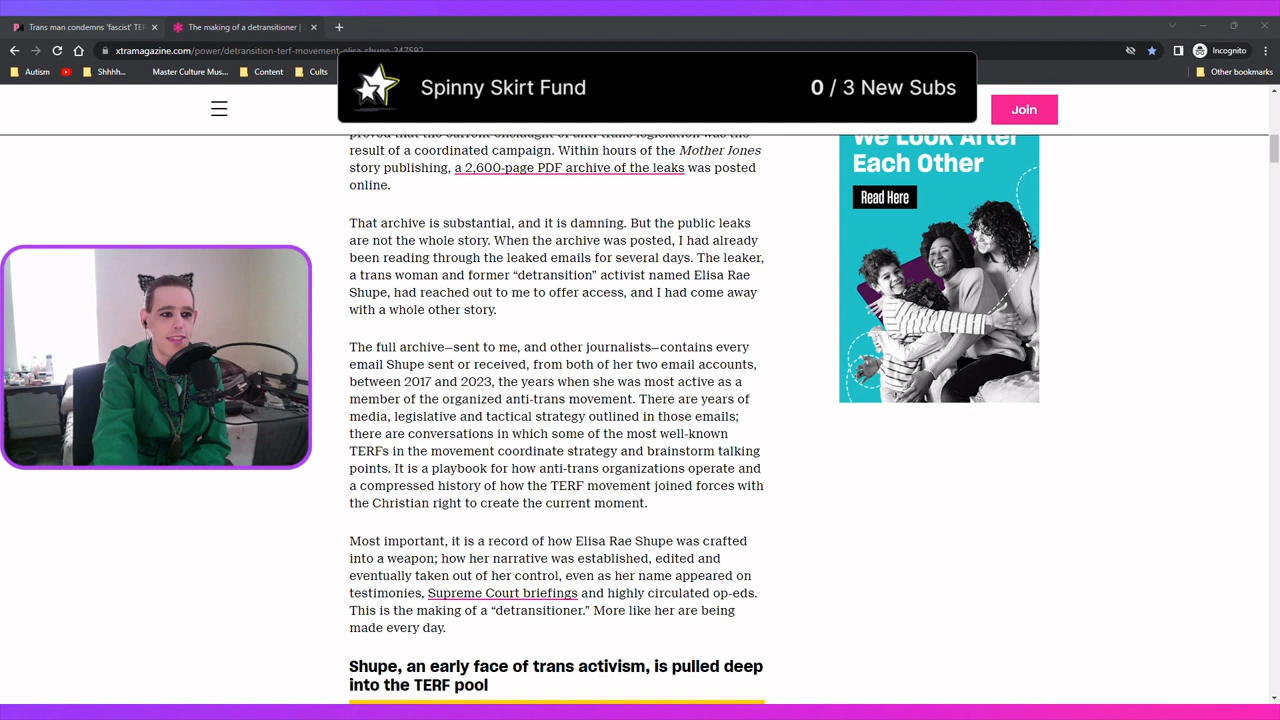 Trans man condemns 'fascist' TER
The making of a detransitioner |
xtramagazine.com/power/detransition-terf-movement-elisa-shupe-247592
Incognito
Autism
Shhhh...
Master Culture Mus...
Content
Cults
Other bookmarks
Spinny Skirt Fund
0 / 3 New Subs
Join
proved that the current onslaught of anti-trans legislation was the
result of a coordinated campaign. Within hours of the Mother Jones
story publishing, a 2,600-page PDF archive of the leaks was posted
online.
That archive is substantial, and it is damning. But the public leaks
are not the whole story. When the archive was posted, I had already
been reading through the leaked emails for several days. The leaker,
a trans woman and former “detransition” activist named Elisa Rae
Shupe, had reached out to me to offer access, and I had come away
with a whole other story.
The full archive—sent to me, and other journalists—contains every
email Shupe sent or received, from both of her two email accounts,
between 2017 and 2023, the years when she was most active as a
member of the organized anti-trans movement. There are years of
media, legislative and tactical strategy outlined in those emails;
there are conversations in which some of the most well-known
TERFs in the movement coordinate strategy and brainstorm talking
points. It is a playbook for how anti-trans organizations operate and
a compressed history of how the TERF movement joined forces with
the Christian right to create the current moment.
Most important, it is a record of how Elisa Rae Shupe was crafted
into a weapon; how her narrative was established, edited and
eventually taken out of her control, even as her name appeared on
testimonies, Supreme Court briefings and highly circulated op-eds.
This is the making of a “detransitioner.” More like her are being
made every day.
Shupe, an early face of trans activism, is pulled deep
into the TERF pool
We Look After
Each Other
Read Here